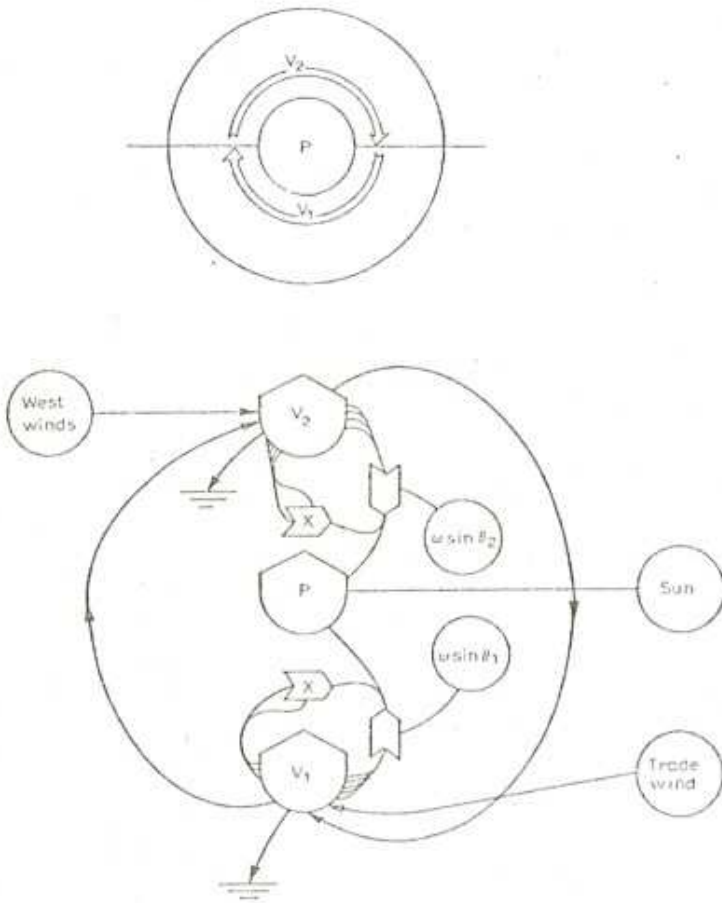 V2
P
V1
West
winds
V2
X
ω sin θ2
P
Sun
ω sin θ1
X
V1
Trade
wind